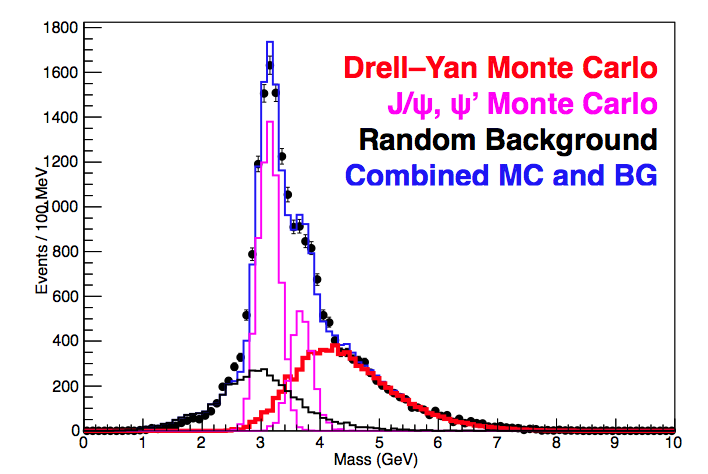 1800
1600
1400
1200
1000
800
600
400
200
0
Events / 100 MeV
Drell–Yan Monte Carlo
J/ψ, ψ’ Monte Carlo
Random Background
Combined MC and BG
0 1 2 3 4 5 6 7 8 9 10
Mass (GeV)